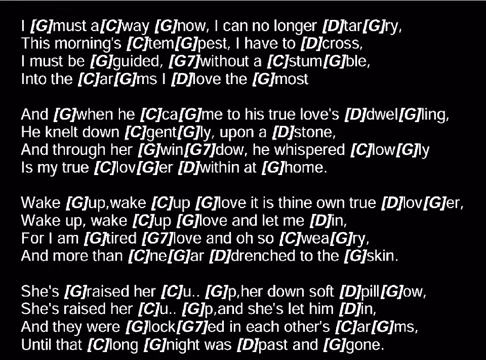 I [G]must a[C]way [G]now, I can no longer [D]tar[G]ry,
This morning's [C]tem[G]pest, I have to [D]cross,
I must be [G]guided, [G7]without a [C]stum[G]ble,
Into the [C]ar[G]ms I [D]love the [G]most
And [G]when he [C]ca[G]me to his true love's [D]dwel[G]ling,
He knelt down [C]gent[G]ly, upon a [D]stone,
And through her [G]win[G7]dow, he whispered [C]low[G]ly
Is my true [C]lov[G]er [D]within at [G]home.
Wake [G]up,wake [C]up [G]love it is thine own true [D]lov[G]er,
Wake up, wake [C]up [G]love and let me [D]in,
For I am [G]tired [G7]love and oh so [C]wea[G]ry,
And more than [C]ne[G]ar [D]drenched to the [G]skin.
She's [G]raised her [C]u.. [G]p,her down soft [D]pill[G]ow,
She's raised her [C]u.. [G]p,and she's let him [D]in,
And they were [G]lock[G7]ed in each other's [C]ar[G]ms,
Until that [C]long [G]night was [D]past and [G]gone.